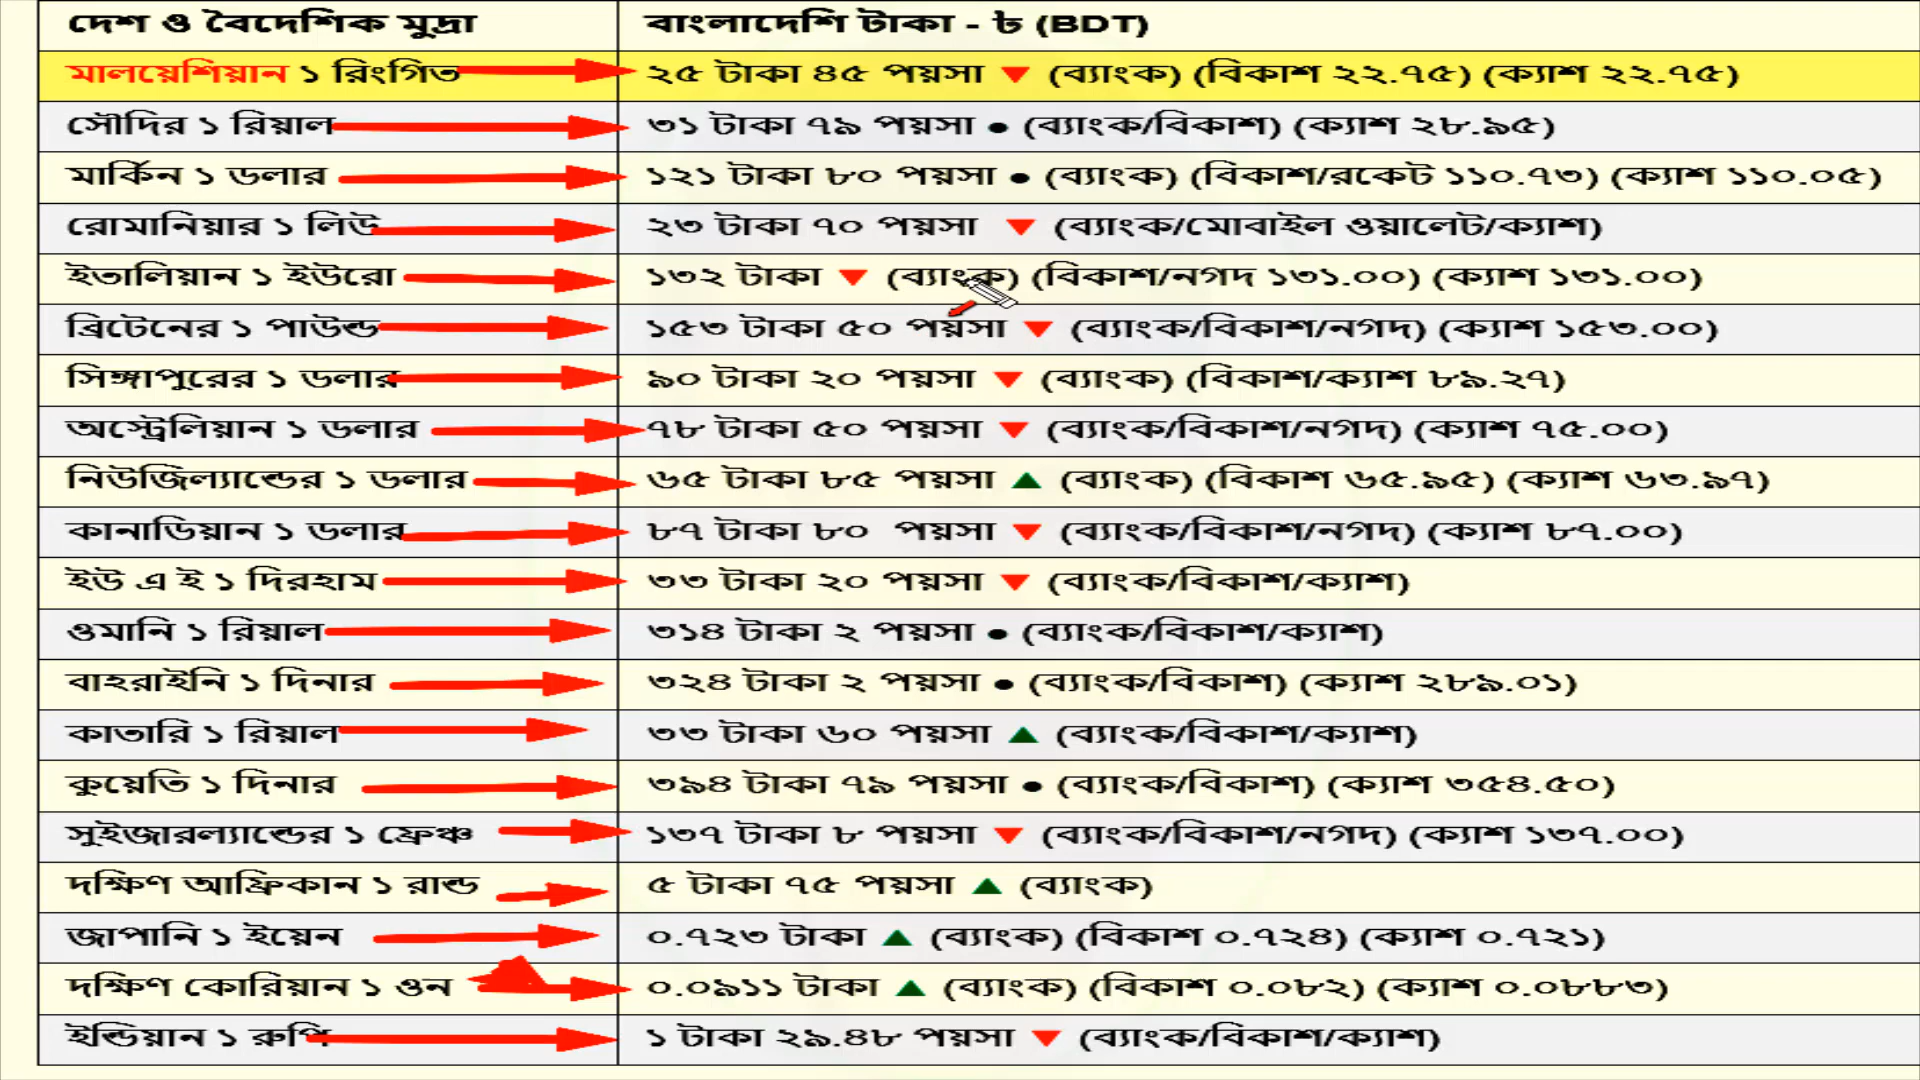 দেশ ও বৈদেশিক মুদ্রা বাংলাদেশি টাকা - ৳ (BDT)
মালয়েশিয়ান ১ রিংগিত ২৫ টাকা ৪৫ পয়সা ▼ (ব্যাংক) (বিকাশ ২২.৭৫) (ক্যাশ ২২.৭৫)
সৌদির ১ রিয়াল ৩১ টাকা ৭৯ পয়সা ● (ব্যাংক/বিকাশ) (ক্যাশ ২৮.৯৫)
মার্কিন ১ ডলার ১২১ টাকা ৮০ পয়সা ● (ব্যাংক) (বিকাশ/রকেট ১১০.৭৩) (ক্যাশ ১১০.০৫)
রোমানিয়ার ১ লিউ ২৩ টাকা ৭০ পয়সা ▼ (ব্যাংক/মোবাইল ওয়ালেট/ক্যাশ)
ইতালিয়ান ১ ইউরো ১৩২ টাকা ▼ (ব্যাংক) (বিকাশ/নগদ ১৩১.০০) (ক্যাশ ১৩১.০০)
ব্রিটেনের ১ পাউন্ড ১৫৩ টাকা ৫০ পয়সা ▼ (ব্যাংক/বিকাশ/নগদ) (ক্যাশ ১৫৩.০০)
সিঙ্গাপুরের ১ ডলার ৯০ টাকা ২০ পয়সা ▼ (ব্যাংক) (বিকাশ/ক্যাশ ৮৯.২৭)
অস্ট্রেলিয়ান ১ ডলার ৭৮ টাকা ৫০ পয়সা ▼ (ব্যাংক/বিকাশ/নগদ) (ক্যাশ ৭৫.০০)
নিউজিল্যান্ডের ১ ডলার ৬৫ টাকা ৮৫ পয়সা ▲ (ব্যাংক) (বিকাশ ৬৫.৯৫) (ক্যাশ ৬৩.৯৭)
কানাডিয়ান ১ ডলার ৮৭ টাকা ৮০ পয়সা ▼ (ব্যাংক/বিকাশ/নগদ) (ক্যাশ ৮৭.০০)
ইউ এ ই ১ দিরহাম ৩৩ টাকা ২০ পয়সা ▼ (ব্যাংক/বিকাশ/ক্যাশ)
ওমানি ১ রিয়াল ৩১৪ টাকা ২ পয়সা ● (ব্যাংক/বিকাশ/ক্যাশ)
বাহরাইনি ১ দিনার ৩২৪ টাকা ২ পয়সা ● (ব্যাংক/বিকাশ) (ক্যাশ ২৮৯.০১)
কাতারি ১ রিয়াল ৩৩ টাকা ৬০ পয়সা ▲ (ব্যাংক/বিকাশ/ক্যাশ)
কুয়েতি ১ দিনার ৩৯৪ টাকা ৭৯ পয়সা ● (ব্যাংক/বিকাশ) (ক্যাশ ৩৫৪.৫০)
সুইজারল্যান্ডের ১ ফ্রেঞ্চ ১৩৭ টাকা ৮ পয়সা ▼ (ব্যাংক/বিকাশ/নগদ) (ক্যাশ ১৩৭.০০)
দক্ষিণ আফ্রিকান ১ রান্ড ৫ টাকা ৭৫ পয়সা ▲ (ব্যাংক)
জাপানি ১ ইয়েন ০.৭২৩ টাকা ▲ (ব্যাংক) (বিকাশ ০.৭২৪) (ক্যাশ ০.৭২১)
দক্ষিণ কোরিয়ান ১ ওন ০.০৯১১ টাকা ▲ (ব্যাংক) (বিকাশ ০.০৮২) (ক্যাশ ০.০৮৮৩)
ইন্ডিয়ান ১ রুপি ১ টাকা ২৯.৪৮ পয়সা ▼ (ব্যাংক/বিকাশ/ক্যাশ)